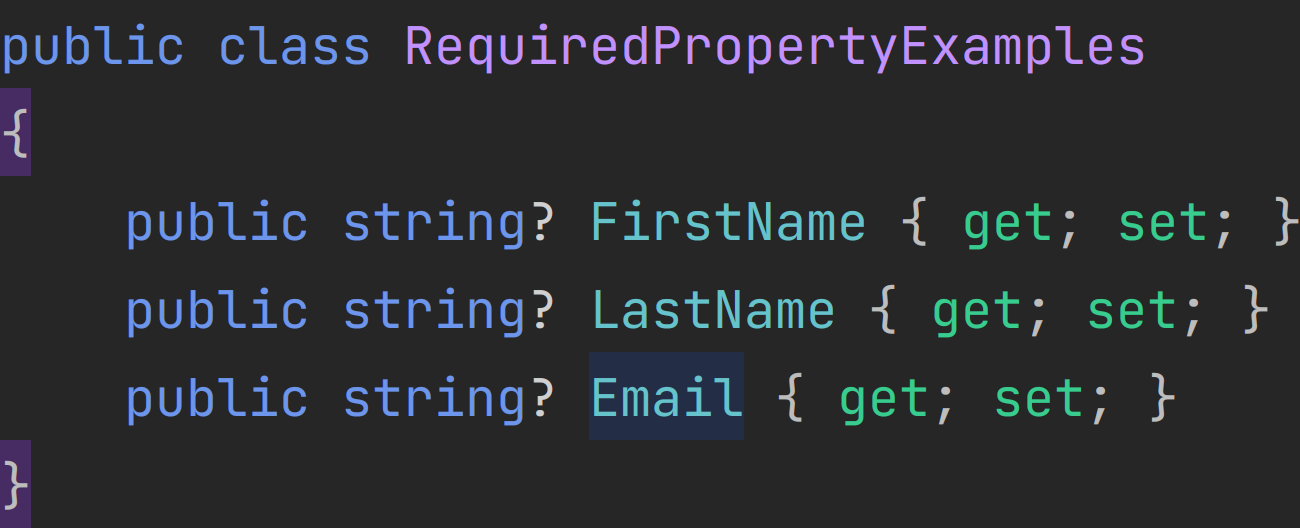 public class RequiredPropertyExamples
{
    public string? FirstName { get; set; }
    public string? LastName { get; set; }
    public string? Email { get; set; }
}